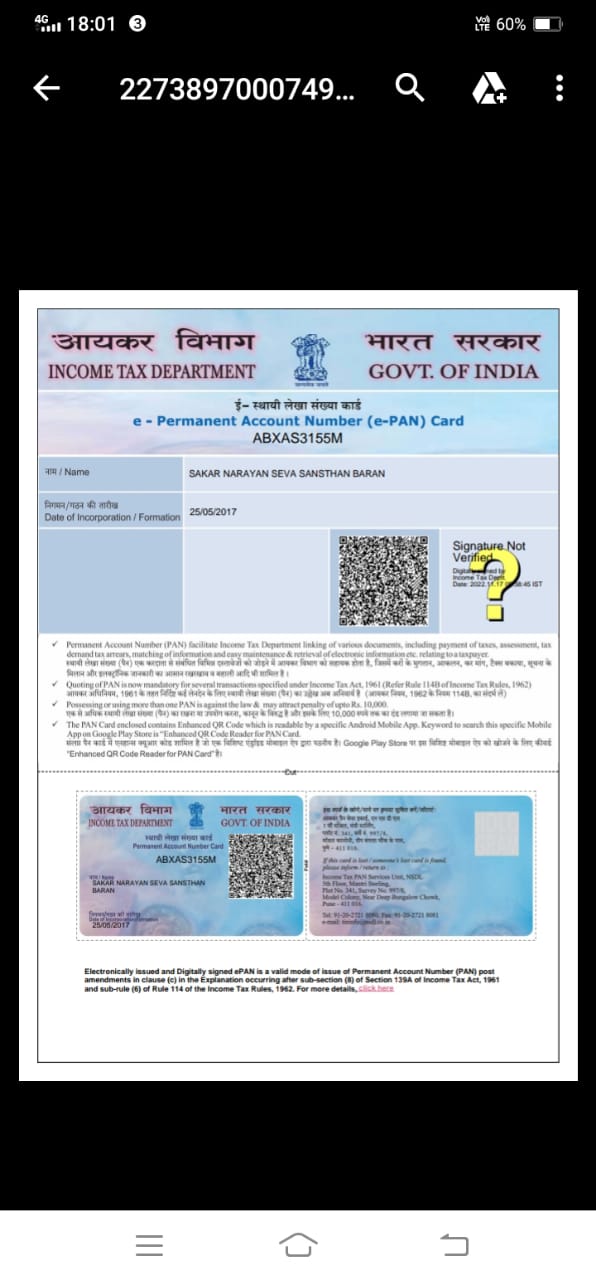 4G 18:01 3 VoI LTE 60%
2273897000749...
आयकर विभाग भारत सरकार
INCOME TAX DEPARTMENT GOVT. OF INDIA
ई- स्थायी लेखा संख्या कार्ड
e - Permanent Account Number (e-PAN) Card
ABXAS3155M
नाम / Name SAKAR NARAYAN SEVA SANSTHAN BARAN
निगमन/गठन की तारीख
Date of Incorporation / Formation 25/05/2017
Signature Not
Verified
Income Tax Dept.
Date: 2022.11.17 IST
✓ Permanent Account Number (PAN) facilitate Income Tax Department linking of various documents, including payment of taxes, assessment, tax
demand tax arrears, matching of information and easy maintenance & retrieval of electronic information etc. relating to a taxpayer.
स्थायी लेखा संख्या (पैन) एक करदाता से संबंधित विभिन्न दस्तावेजों को जोड़ने में आयकर विभाग को सहायक होता है, जिसमें करों के भुगतान, आकलन, कर मांग, टैक्स बकाया, सूचना के
मिलान और इलक्ट्रॉनिक जानकारी का आसान रखरखाव व बहाली आदि भी शामिल है।
✓ Quoting of PAN is now mandatory for several transactions specified under Income Tax Act, 1961 (Refer Rule 114B of Income Tax Rules, 1962)
आयकर अधिनियम, 1961 के तहत निर्दिष्ट कई लेनदेन के लिए स्थायी लेखा संख्या (पैन) का उल्लेख अब अनिवार्य है (आयकर नियम, 1962 के नियम 114B, का संदर्भ लें)
✓ Possessing or using more than one PAN is against the law & may attract penalty of upto Rs. 10,000.
एक से अधिक स्थायी लेखा संख्या (पैन) का रखना या उपयोग करना, कानून के विरुद्ध है और इसके लिए 10,000 रुपये तक का दंड लगाया जा सकता है।
✓ The PAN Card enclosed contains Enhanced QR Code which is readable by a specific Android Mobile App. Keyword to search this specific Mobile
App on Google Play Store is "Enhanced QR Code Reader for PAN Card.
संलग्न पैन कार्ड में एनहान्स क्यूआर कोड शामिल है जो एक विशिष्ट एंड्रॉइड मोबाइल ऐप द्वारा पठनीय है। Google Play Store पर इस विशिष्ट मोबाइल ऐप को खोजने के लिए कीवर्ड
"Enhanced QR Code Reader for PAN Card" है।
Cut
आयकर विभाग भारत सरकार
INCOME TAX DEPARTMENT GOVT. OF INDIA
स्थायी लेखा संख्या कार्ड
Permanent Account Number Card
ABXAS3155M
नाम / Name
SAKAR NARAYAN SEVA SANSTHAN
BARAN
Date of Incorporation/Formation
25/05/2017
Fold
If this card is lost / someone's lost card is found,
please inform / return to :
Income Tax PAN Services Unit, NSDL
5th Floor, Mantri Sterling,
Plot No. 341, Survey No. 997/8,
Model Colony, Near Deep Bungalow Chowk,
Pune - 411 016.
Tel: 91-20-2721 8080, Fax: 91-20-2721 8081
Electronically issued and Digitally signed ePAN is a valid mode of issue of Permanent Account Number (PAN) post
amendments in clause (c) in the Explanation occurring after sub-section (8) of Section 139A of Income Tax Act, 1961
and sub-rule (6) of Rule 114 of the Income Tax Rules, 1962. For more details, click here